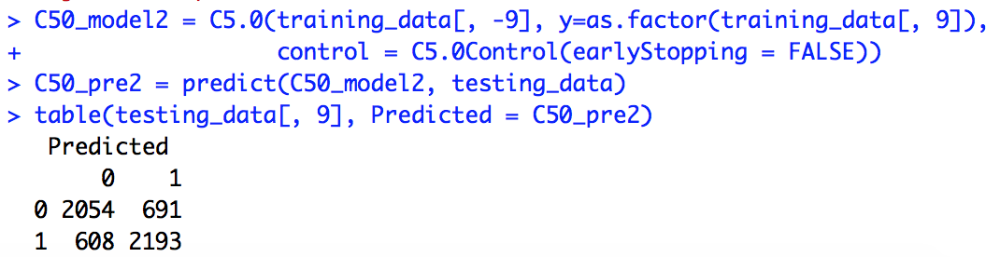 > C50_model2 = C5.0(training_data[, -9], y=as.factor(training_data[, 9]),
+                   control = C5.0Control(earlyStopping = FALSE))
> C50_pre2 = predict(C50_model2, testing_data)
> table(testing_data[, 9], Predicted = C50_pre2)
   Predicted
       0    1
  0 2054  691
  1  608 2193